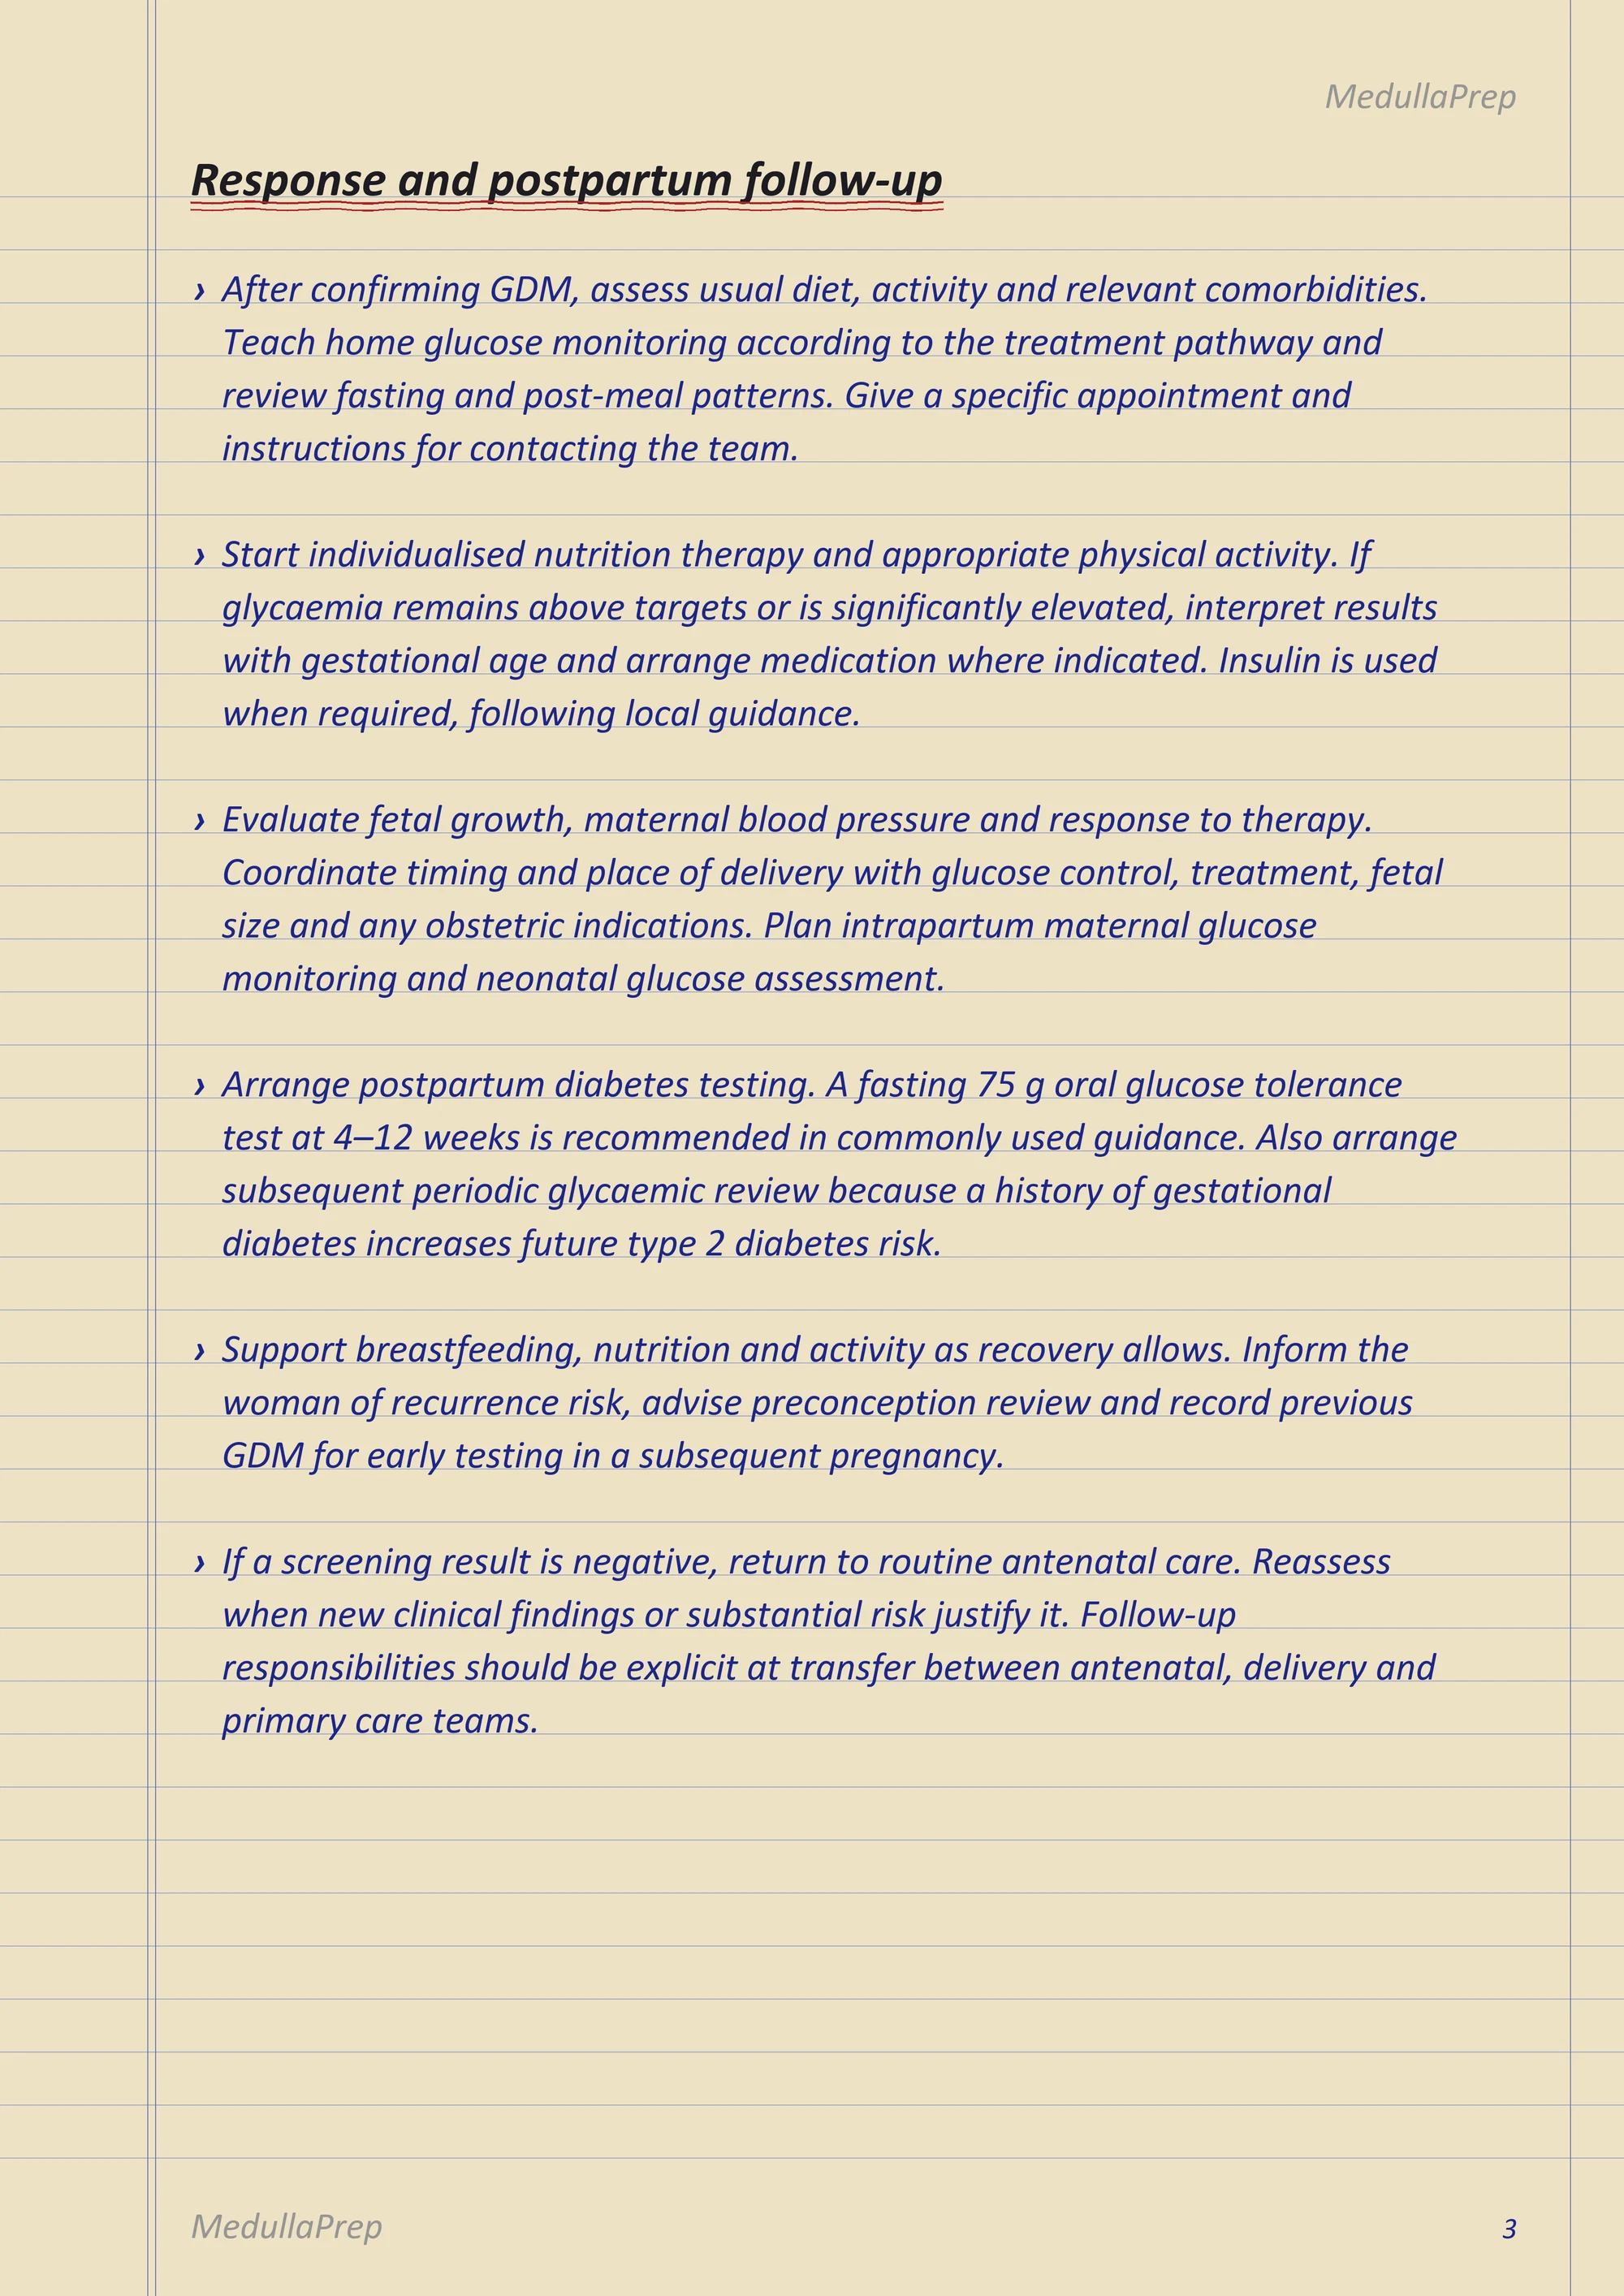 MedullaPrep
Response and postpartum follow-up
› After confirming GDM, assess usual diet, activity and relevant comorbidities.
Teach home glucose monitoring according to the treatment pathway and
review fasting and post-meal patterns. Give a specific appointment and
instructions for contacting the team.
› Start individualised nutrition therapy and appropriate physical activity. If
glycaemia remains above targets or is significantly elevated, interpret results
with gestational age and arrange medication where indicated. Insulin is used
when required, following local guidance.
› Evaluate fetal growth, maternal blood pressure and response to therapy.
Coordinate timing and place of delivery with glucose control, treatment, fetal
size and any obstetric indications. Plan intrapartum maternal glucose
monitoring and neonatal glucose assessment.
› Arrange postpartum diabetes testing. A fasting 75 g oral glucose tolerance
test at 4–12 weeks is recommended in commonly used guidance. Also arrange
subsequent periodic glycaemic review because a history of gestational
diabetes increases future type 2 diabetes risk.
› Support breastfeeding, nutrition and activity as recovery allows. Inform the
woman of recurrence risk, advise preconception review and record previous
GDM for early testing in a subsequent pregnancy.
› If a screening result is negative, return to routine antenatal care. Reassess
when new clinical findings or substantial risk justify it. Follow-up
responsibilities should be explicit at transfer between antenatal, delivery and
primary care teams.
MedullaPrep
3